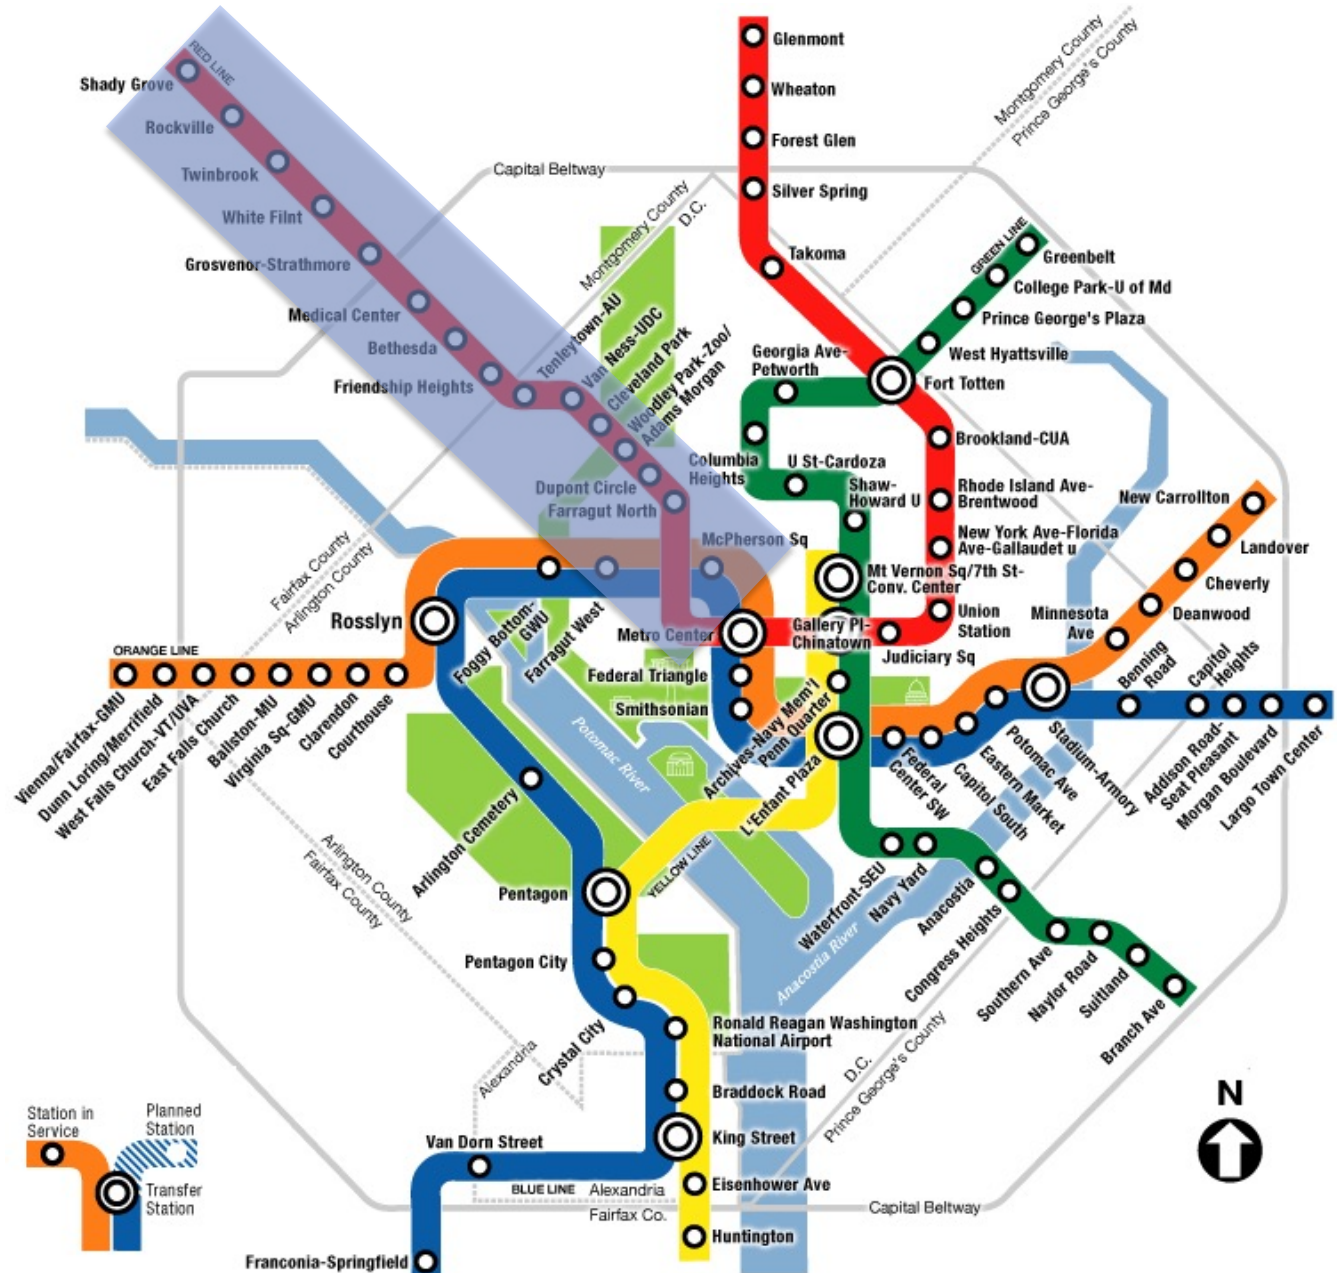 RED LINE
Shady Grove
Rockville
Twinbrook
White Filnt
Grosvenor-Strathmore
Medical Center
Bethesda
Friendship Heights
Tenleytown-AU
Van Ness-UDC
Cleveland Park
Woodley Park-Zoo/
Adams Morgan
Dupont Circle
Farragut North
Glenmont
Wheaton
Forest Glen
Silver Spring
Takoma
Montgomery County
Prince George's County
Capital Beltway
Montgomery County
D.C.
GREEN LINE
Greenbelt
College Park-U of Md
Prince George's Plaza
West Hyattsville
Fort Totten
Georgia Ave-
Petworth
Columbia
Heights
U St-Cardoza
Shaw-
Howard U
Brookland-CUA
Rhode Island Ave-
Brentwood
New York Ave-Florida
Ave-Gallaudet u
Mt Vernon Sq/7th St-
Conv. Center
Union
Station
Gallery Pl-
Chinatown
Judiciary Sq
New Carrollton
Landover
Cheverly
Deanwood
Minnesota
Ave
Benning
Road
Capitol
Heights
Addison Road-
Seat Pleasant
Morgan Boulevard
Largo Town Center
McPherson Sq
Metro Center
Farragut West
Foggy Bottom-
GWU
Rosslyn
Fairfax County
Arlington County
ORANGE LINE
Vienna/Fairfax-GMU
Dunn Loring/Merrifield
West Falls Church-VT/UVA
East Falls Church
Ballston-MU
Virginia Sq-GMU
Clarendon
Courthouse
Federal Triangle
Smithsonian
Archives-Navy Mem'l
Penn Quarter
L'Enfant Plaza
Federal
Center SW
Capitol South
Eastern Market
Potomac Ave
Stadium-Armory
Potomac River
Arlington Cemetery
Arlington County
Fairfax County
Pentagon
YELLOW LINE
Waterfront-SEU
Navy Yard
Anacostia
Congress Heights
Southern Ave
Naylor Road
Suitland
Branch Ave
Anacostia River
Pentagon City
Crystal City
Ronald Reagan Washington
National Airport
Alexandria
D.C.
Prince George's County
Braddock Road
King Street
Van Dorn Street
BLUE LINE
Alexandria
Fairfax Co.
Eisenhower Ave
Huntington
Franconia-Springfield
Capital Beltway
N
Station in
Service
Planned
Station
Transfer
Station